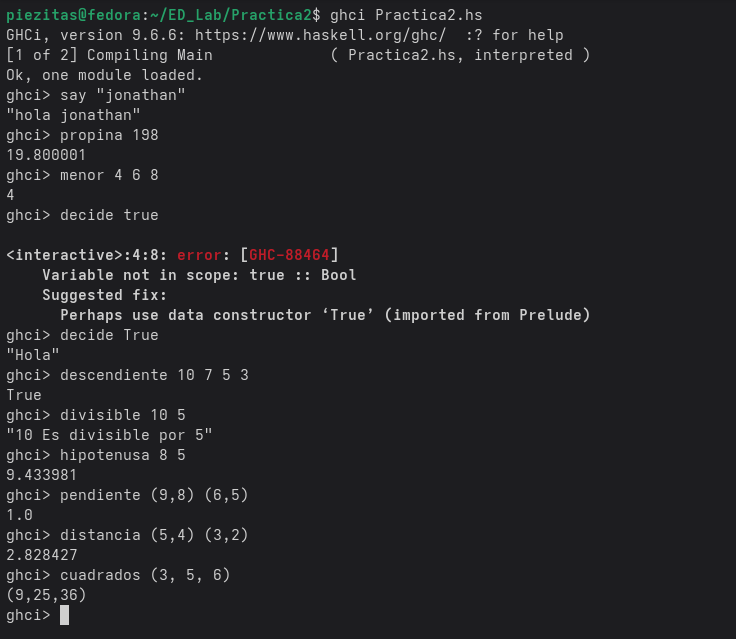 piezitas@fedora:~/ED_Lab/Practica2$ ghci Practica2.hs
GHCi, version 9.6.6: https://www.haskell.org/ghc/  :? for help
[1 of 2] Compiling Main             ( Practica2.hs, interpreted )
Ok, one module loaded.
ghci> say "jonathan"
"hola jonathan"
ghci> propina 198
19.800001
ghci> menor 4 6 8
4
ghci> decide true
<interactive>:4:8: error: [GHC-88464]
    Variable not in scope: true :: Bool
    Suggested fix:
      Perhaps use data constructor ‘True’ (imported from Prelude)
ghci> decide True
"Hola"
ghci> descendiente 10 7 5 3
True
ghci> divisible 10 5
"10 Es divisible por 5"
ghci> hipotenusa 8 5
9.433981
ghci> pendiente (9,8) (6,5)
1.0
ghci> distancia (5,4) (3,2)
2.828427
ghci> cuadrados (3, 5, 6)
(9,25,36)
ghci>